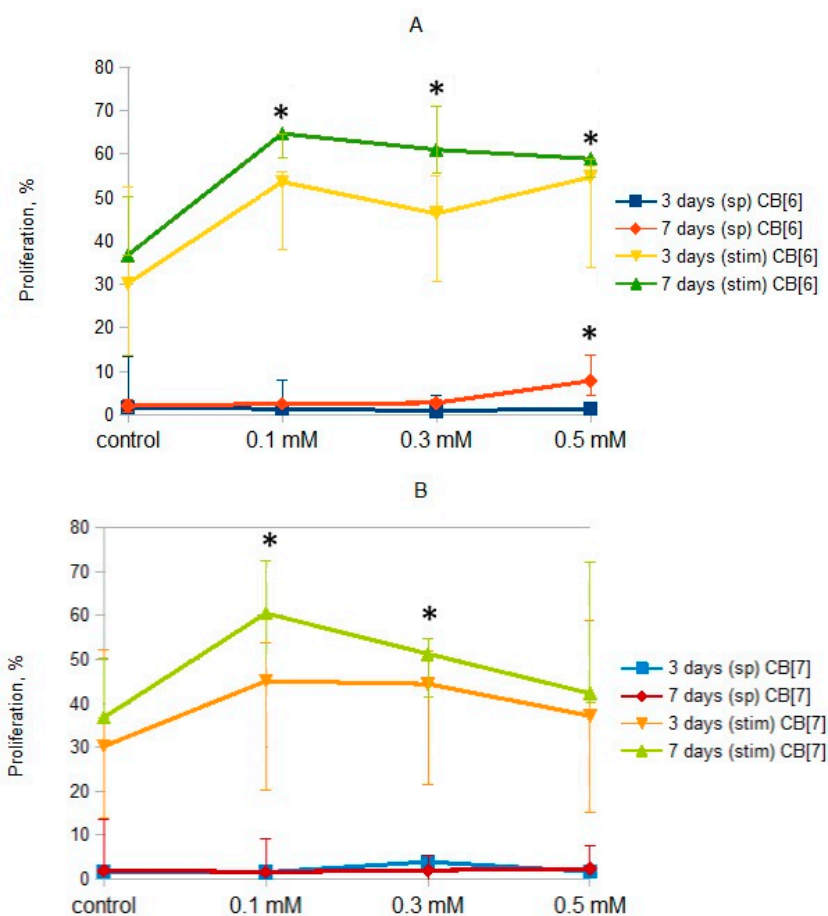 A
80
70
60
50
40
30
20
10
0
Proliferation, %
* * * *
control 0.1 mM 0.3 mM 0.5 mM
3 days (sp) CB[6]
7 days (sp) CB[6]
3 days (stim) CB[6]
7 days (stim) CB[6]
B
80
70
60
50
40
30
20
10
0
Proliferation, %
* *
control 0.1 mM 0.3 mM 0.5 mM
3 days (sp) CB[7]
7 days (sp) CB[7]
3 days (stim) CB[7]
7 days (stim) CB[7]